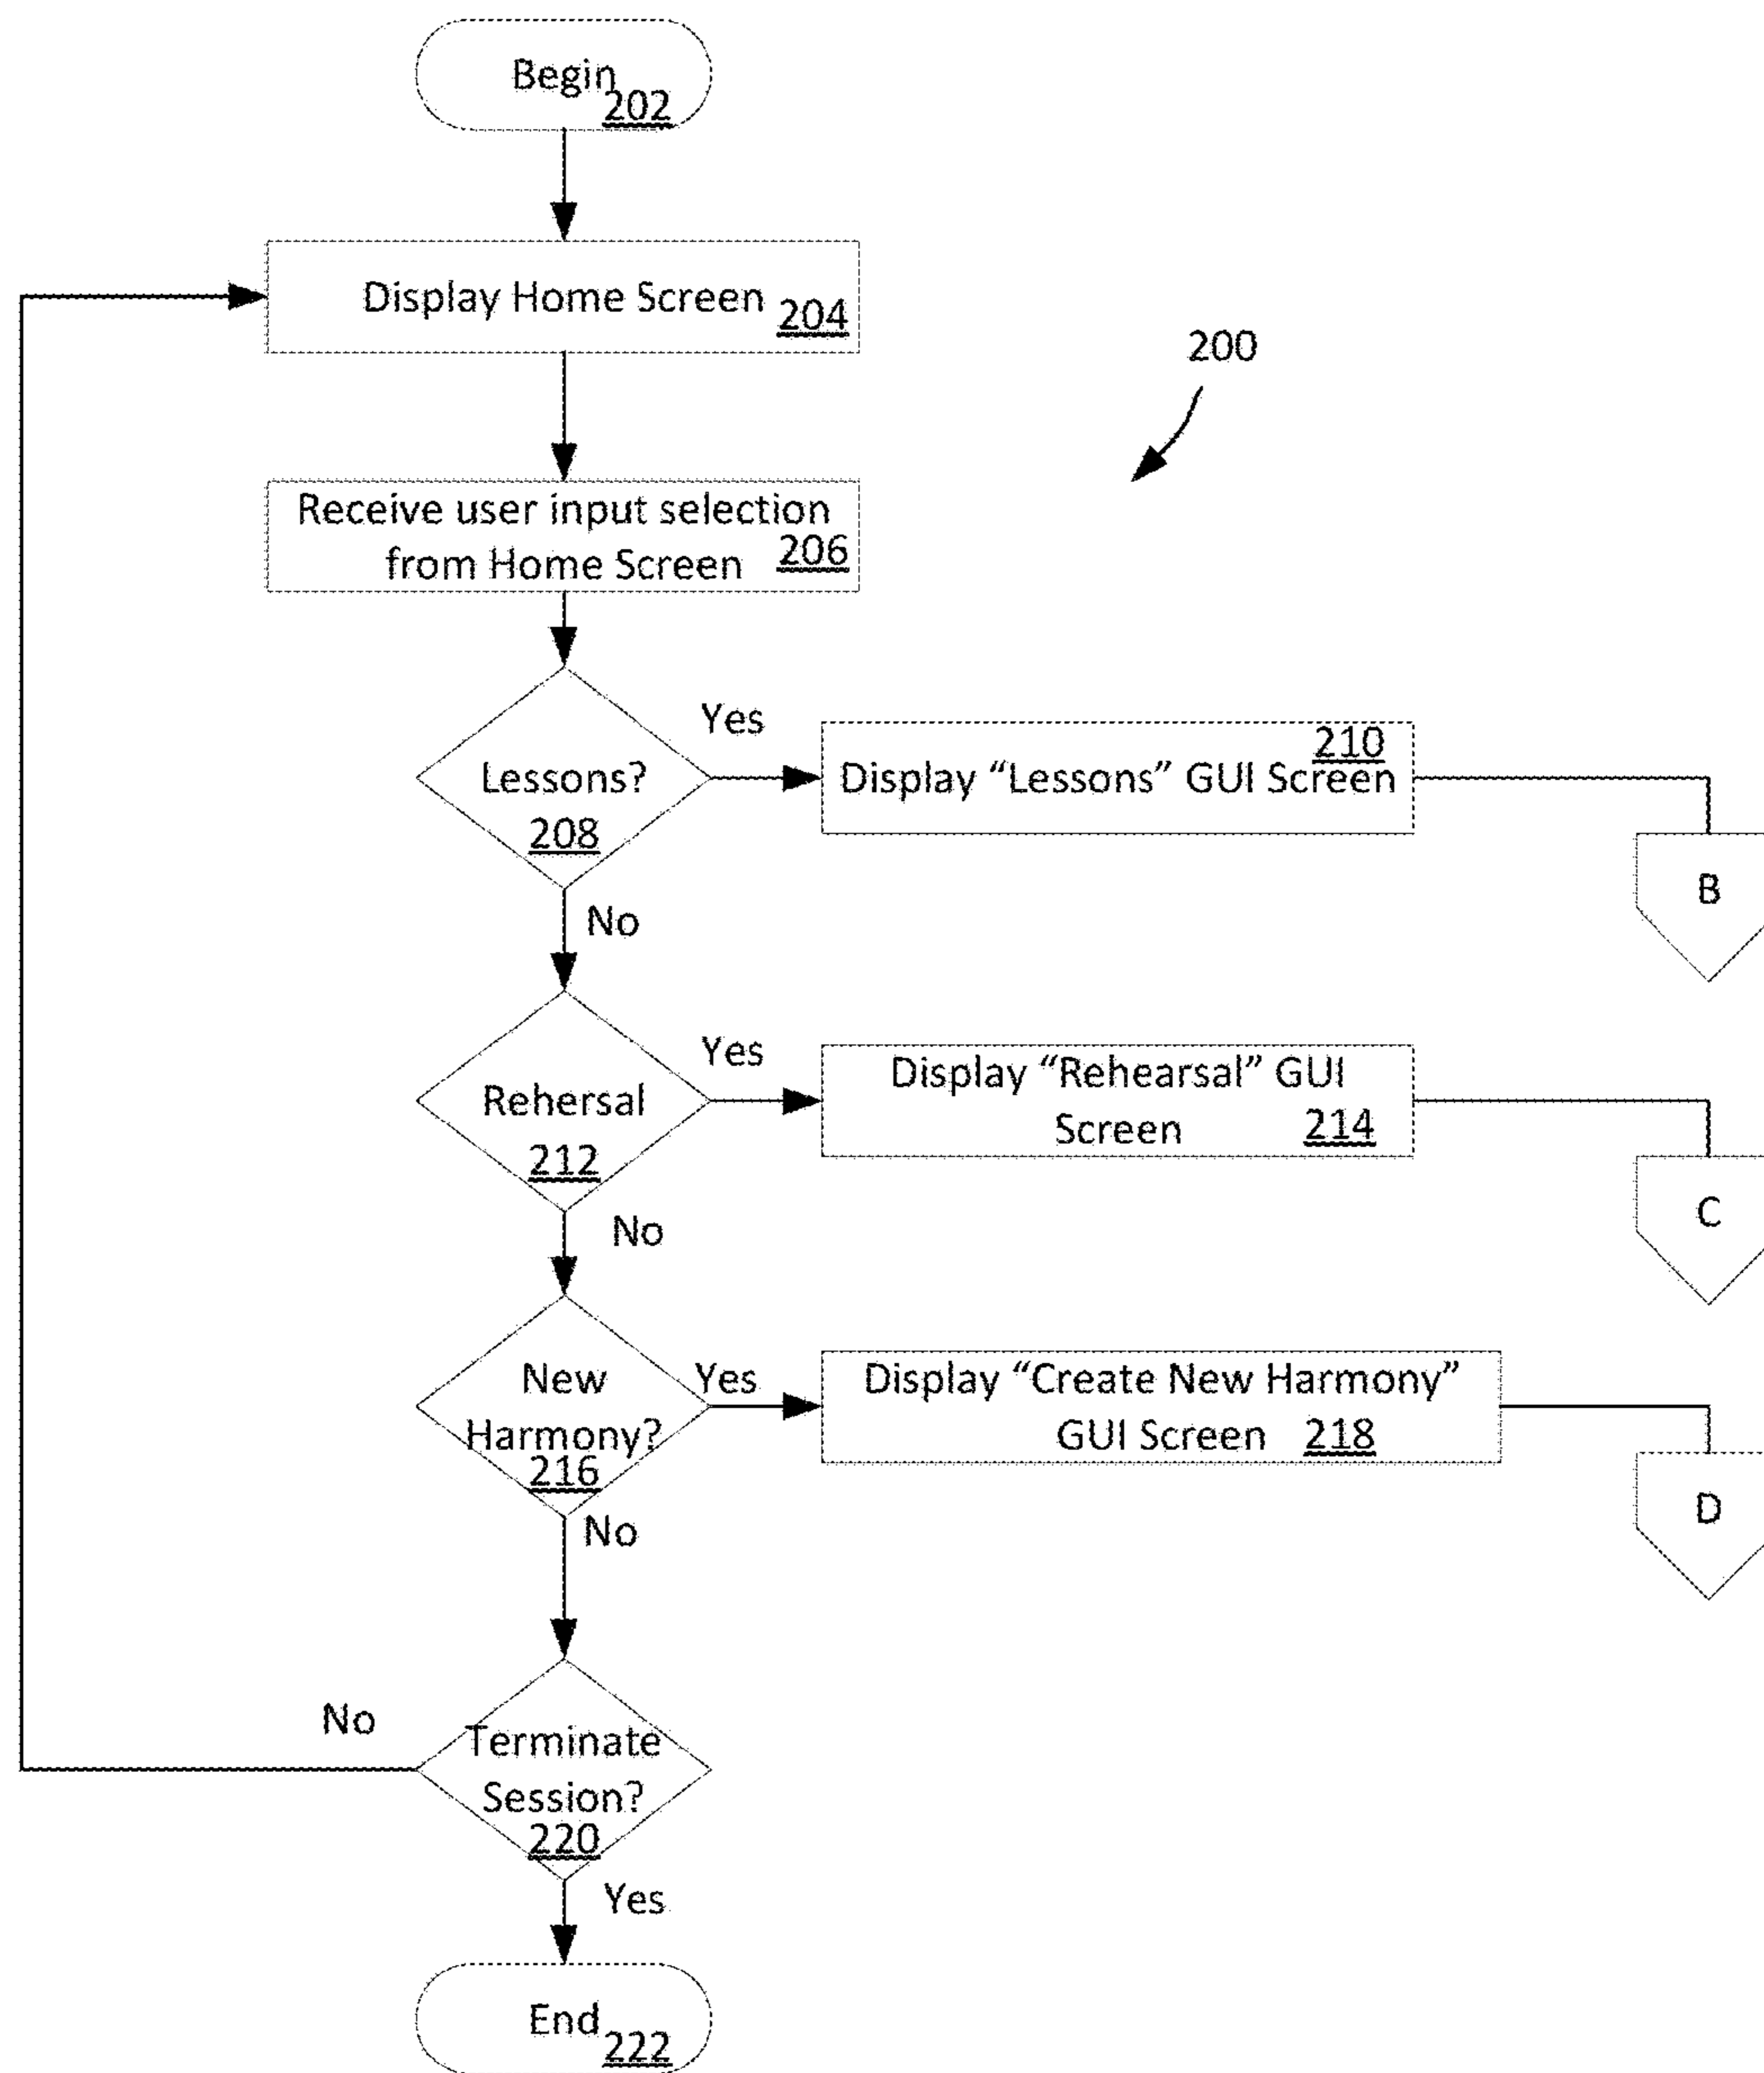 Begin
202
Display Home Screen
204
200
Receive user input selection
from Home Screen
206
Lessons?
208
Yes
Display “Lessons” GUI Screen
210
B
No
Rehersal
212
Yes
Display “Rehearsal” GUI
Screen
214
C
No
New
Harmony?
216
Yes
Display “Create New Harmony”
GUI Screen
218
D
No
Terminate
Session?
220
No
Yes
End
222